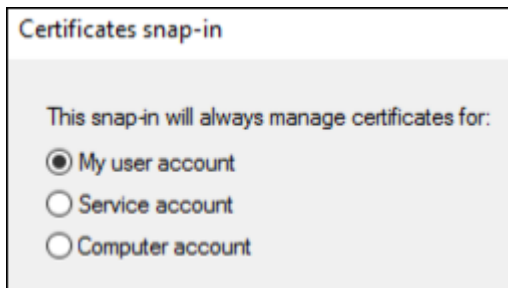 Certificates snap-in
This snap-in will always manage certificates for:
My user account
Service account
Computer account